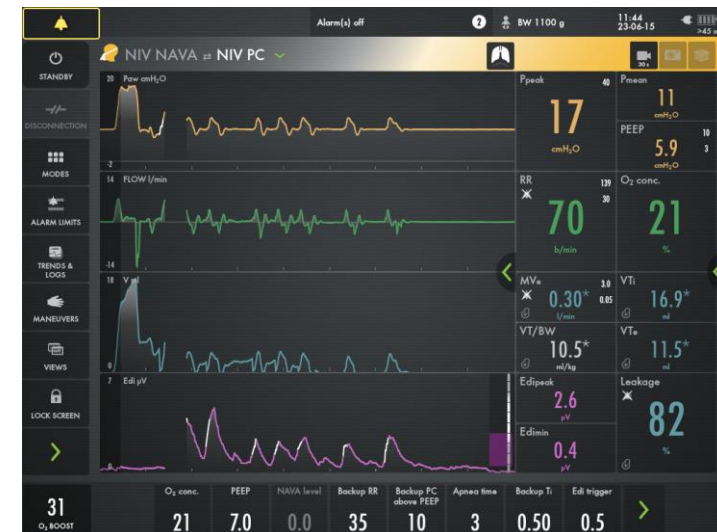 Alarm(s) off
2
BW 1100 g
11:44
23-06-15
>45 m
STANDBY
DISCONNECTION
MODES
ALARM LIMITS
TRENDS & LOGS
MANEUVERS
VIEWS
LOCK SCREEN
31
O₂ BOOST
NIV NAVA ⇌ NIV PC
30 s
20 Paw cmH₂O
-2
14 FLOW l/min
-14
18 V ml
0
7 Edi µV
0
Ppeak 40
17
cmH₂O
Pmean
11
cmH₂O
PEEP 10
5.9 3
cmH₂O
RR 139
30
70
b/min
O₂ conc.
21
%
MVe 3.0
0.30* 0.05
l/min
VTi
16.9*
ml
VT/BW
10.5*
ml/kg
VTe
11.5*
ml
Edipeak
2.6
µV
Edimin
0.4
µV
Leakage
82
%
O₂ conc.
21
PEEP
7.0
NAVA level
0.0
Backup RR
35
Backup PC
above PEEP
10
Apnea time
3
Backup Ti
0.50
Edi trigger
0.5